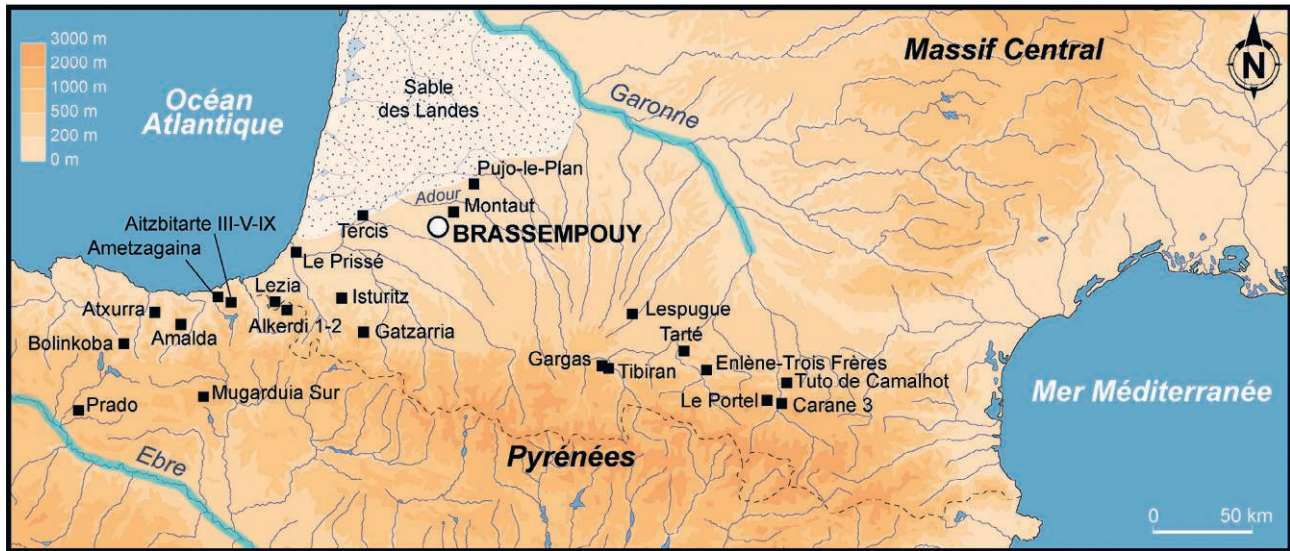 3000 m
2000 m
1000 m
500 m
200 m
0 m
Océan
Atlantique
Sable
des Landes
Garonne
Massif Central
N
Pujo-le-Plan
Adour
Montaut
Tercis
BRASSEMPOUY
Aitzbitarte III-V-IX
Ametzagaina
Le Prissé
Lezia
Isturitz
Atxurra
Alkerdi 1-2
Amalda
Gatzarria
Bolinkoba
Lespugue
Tarté
Gargas
Tibiran
Enlène-Trois Frères
Tuto de Camalhot
Le Portel
Carane 3
Mugarduia Sur
Prado
Mer Méditerranée
Pyrénées
Ebre
0 50 km